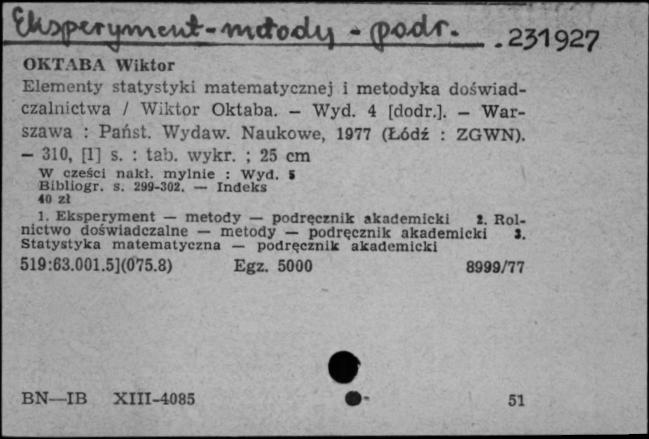 Eksperyment - metody - podr. .231927
OKTABA Wiktor
Elementy statystyki matematycznej i metodyka doświad-
czalnictwa / Wiktor Oktaba. — Wyd. 4 [dodr.]. — War-
szawa : Państ. Wydaw. Naukowe, 1977 (Łódź : ZGWN).
— 310, [1] s. : tab. wykr. ; 25 cm
W części nakł. mylnie : Wyd. 5
Bibliogr. s. 299-302. — Indeks
40 zł
1. Eksperyment — metody — podręcznik akademicki 2. Rol-
nictwo doświadczalne — metody — podręcznik akademicki 3.
Statystyka matematyczna — podręcznik akademicki
519:63.001.5](075.8) Egz. 5000 8999/77
BN—IB XIII-4085 51